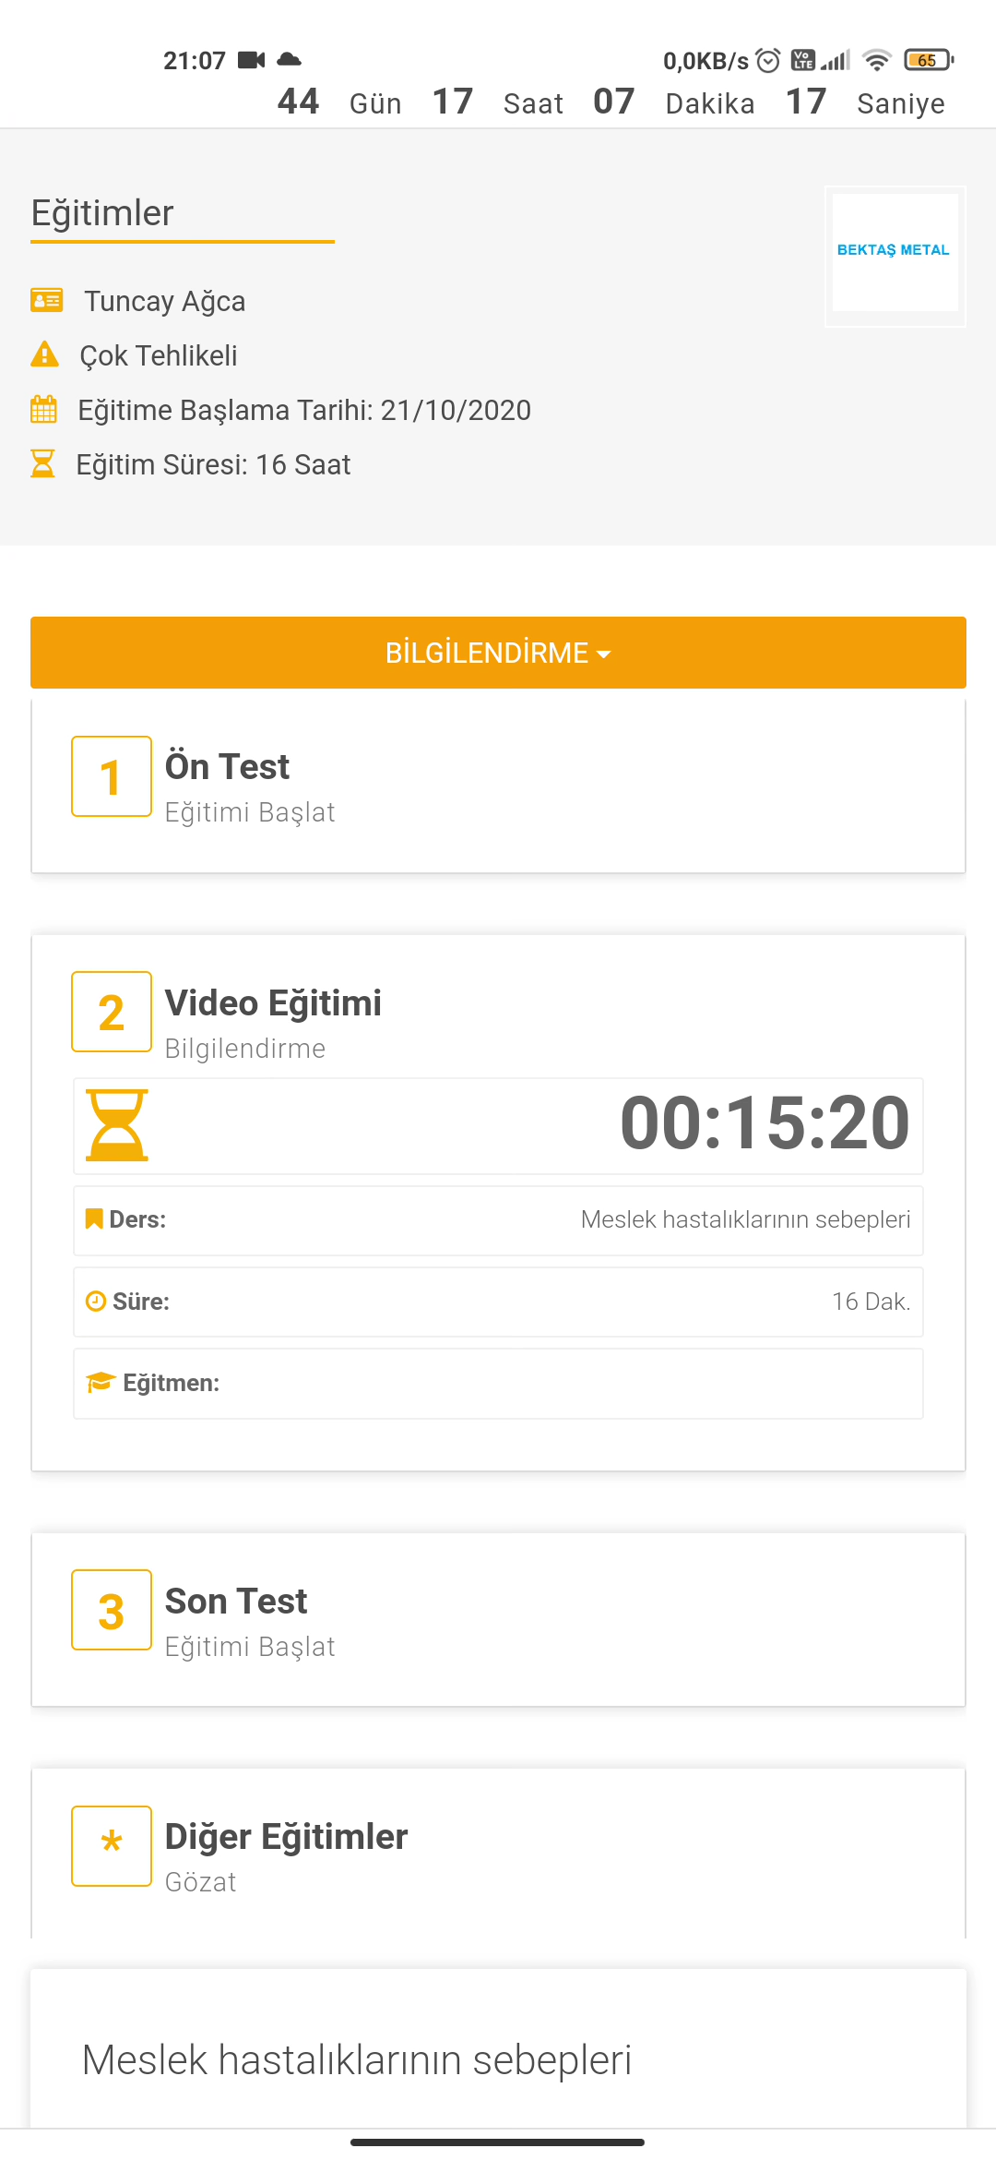 21:07 0,0KB/s Vo LTE 65
44 Gün 17 Saat 07 Dakika 17 Saniye
Eğitimler
BEKTAŞ METAL
Tuncay Ağca
Çok Tehlikeli
Eğitime Başlama Tarihi: 21/10/2020
Eğitim Süresi: 16 Saat
BİLGİLENDİRME
1 Ön Test
Eğitimi Başlat
2 Video Eğitimi
Bilgilendirme
00:15:20
Ders: Meslek hastalıklarının sebepleri
Süre: 16 Dak.
Eğitmen:
3 Son Test
Eğitimi Başlat
* Diğer Eğitimler
Gözat
Meslek hastalıklarının sebepleri